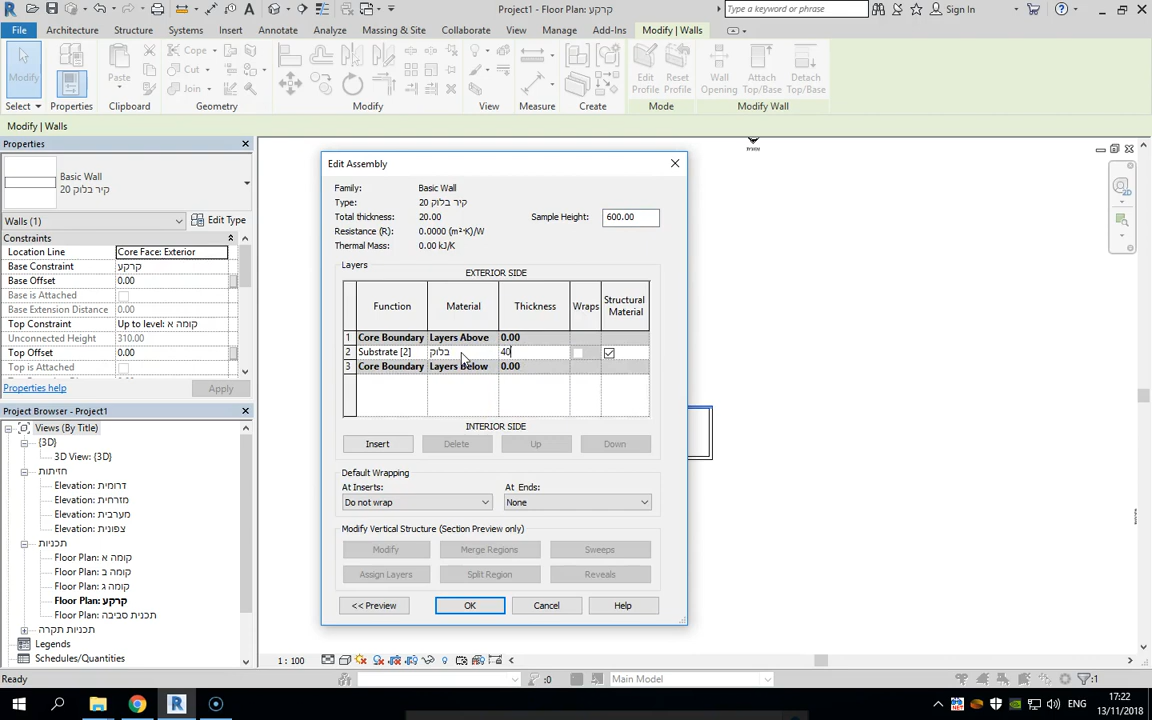 Project1 - Floor Plan: קרקע
Type a keyword or phrase
Sign In
File Architecture Structure Systems Insert Annotate Analyze Massing & Site Collaborate View Manage Add-Ins Modify | Walls
Modify
Properties
Paste
Cope
Cut
Join
Edit Profile
Reset Profile
Wall Opening
Attach Top/Base
Detach Top/Base
Select Properties Clipboard Geometry Modify View Measure Create Mode Modify Wall
Modify | Walls
Properties
Basic Wall
קיר בלוק 20
Walls (1)
Edit Type
Constraints
Location Line Core Face: Exterior
Base Constraint קרקע
Base Offset 0.00
Base is Attached
Base Extension Distance 0.00
Top Constraint Up to level: קומה א
Unconnected Height 310.00
Top Offset 0.00
Properties help
Apply
Project Browser - Project1
Views (By Title)
{3D}
3D View: {3D}
חזיתות
Elevation: דרומית
Elevation: מזרחית
Elevation: מערבית
Elevation: צפונית
תכניות
Floor Plan: קומה א
Floor Plan: קומה ב
Floor Plan: קומה ג
Floor Plan: קרקע
Floor Plan: תכנית סביבה
תכניות תקרה
Legends
Schedules/Quantities
Edit Assembly
Family: Basic Wall
Type: קיר בלוק 20
Total thickness: 20.00
Sample Height: 600.00
Resistance (R): 0.0000 (m²·K)/W
Thermal Mass: 0.00 kJ/K
Layers
EXTERIOR SIDE
Function Material Thickness Wraps Structural Material
1 Core Boundary Layers Above 0.00
2 Substrate [2] בלוק 40
3 Core Boundary Layers Below 0.00
INTERIOR SIDE
Insert Delete Up Down
Default Wrapping
At Inserts: At Ends:
Do not wrap None
Modify Vertical Structure (Section Preview only)
Modify Merge Regions Sweeps
Assign Layers Split Region Reveals
<< Preview OK Cancel Help
1 : 100
Ready
:0
Main Model
:1
ENG
17:22
13/11/2018